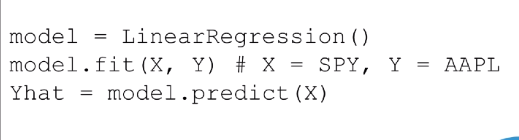 model = LinearRegression()
model.fit(X, Y) # X = SPY, Y = AAPL
Yhat = model.predict(X)